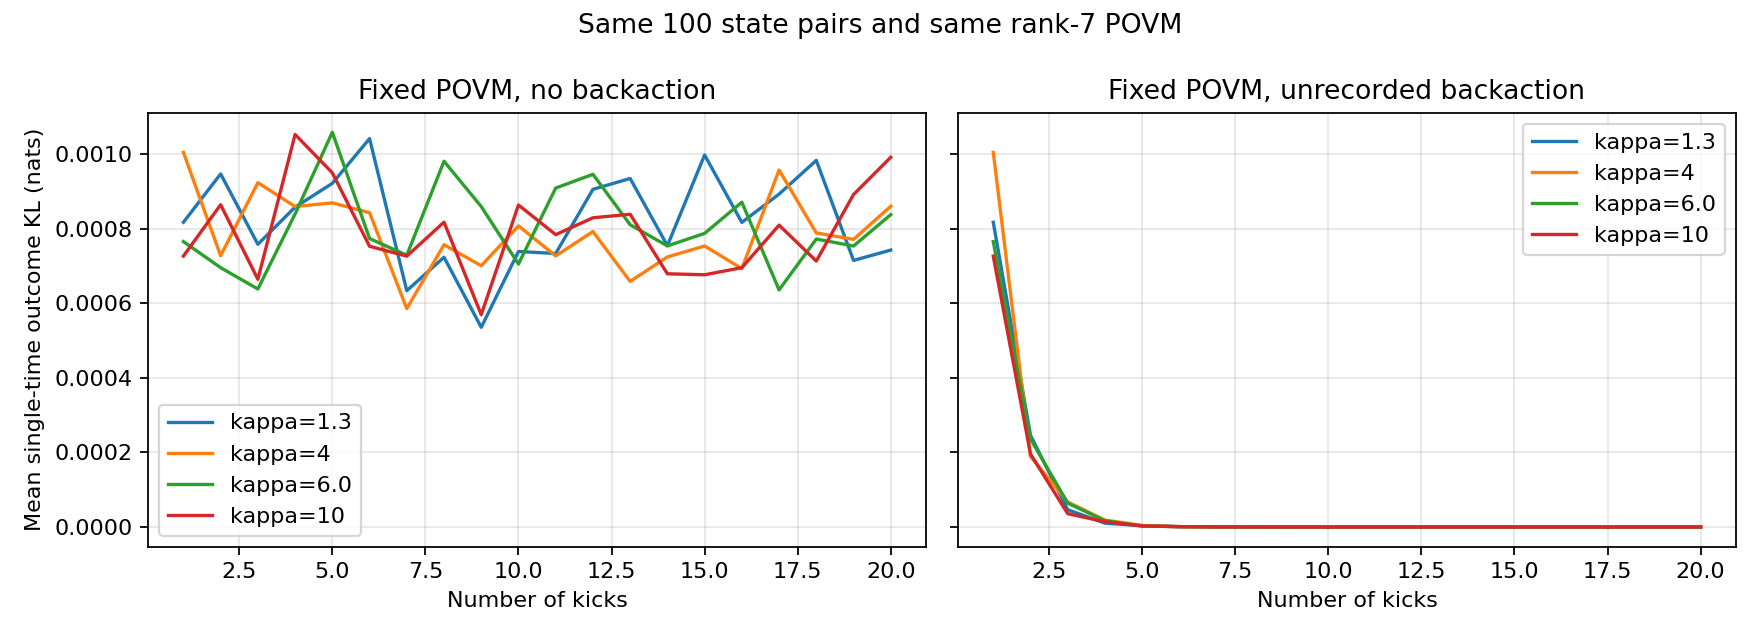 Same 100 state pairs and same rank-7 POVM
Fixed POVM, no backaction
Mean single-time outcome KL (nats)
0.0010
0.0008
0.0006
0.0004
0.0002
0.0000
kappa=1.3
kappa=4
kappa=6.0
kappa=10
2.5
5.0
7.5
10.0
12.5
15.0
17.5
20.0
Number of kicks
Fixed POVM, unrecorded backaction
kappa=1.3
kappa=4
kappa=6.0
kappa=10
2.5
5.0
7.5
10.0
12.5
15.0
17.5
20.0
Number of kicks